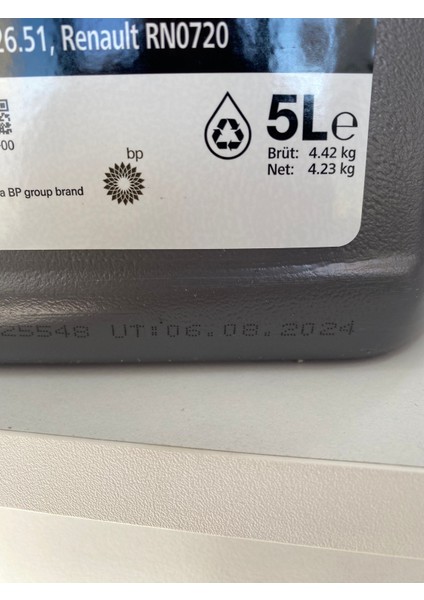 26.51, Renault RN0720
-00
bp
a BP group brand
5Le
Brüt: 4.42 kg
Net: 4.23 kg
25548 UT:06.08.2024